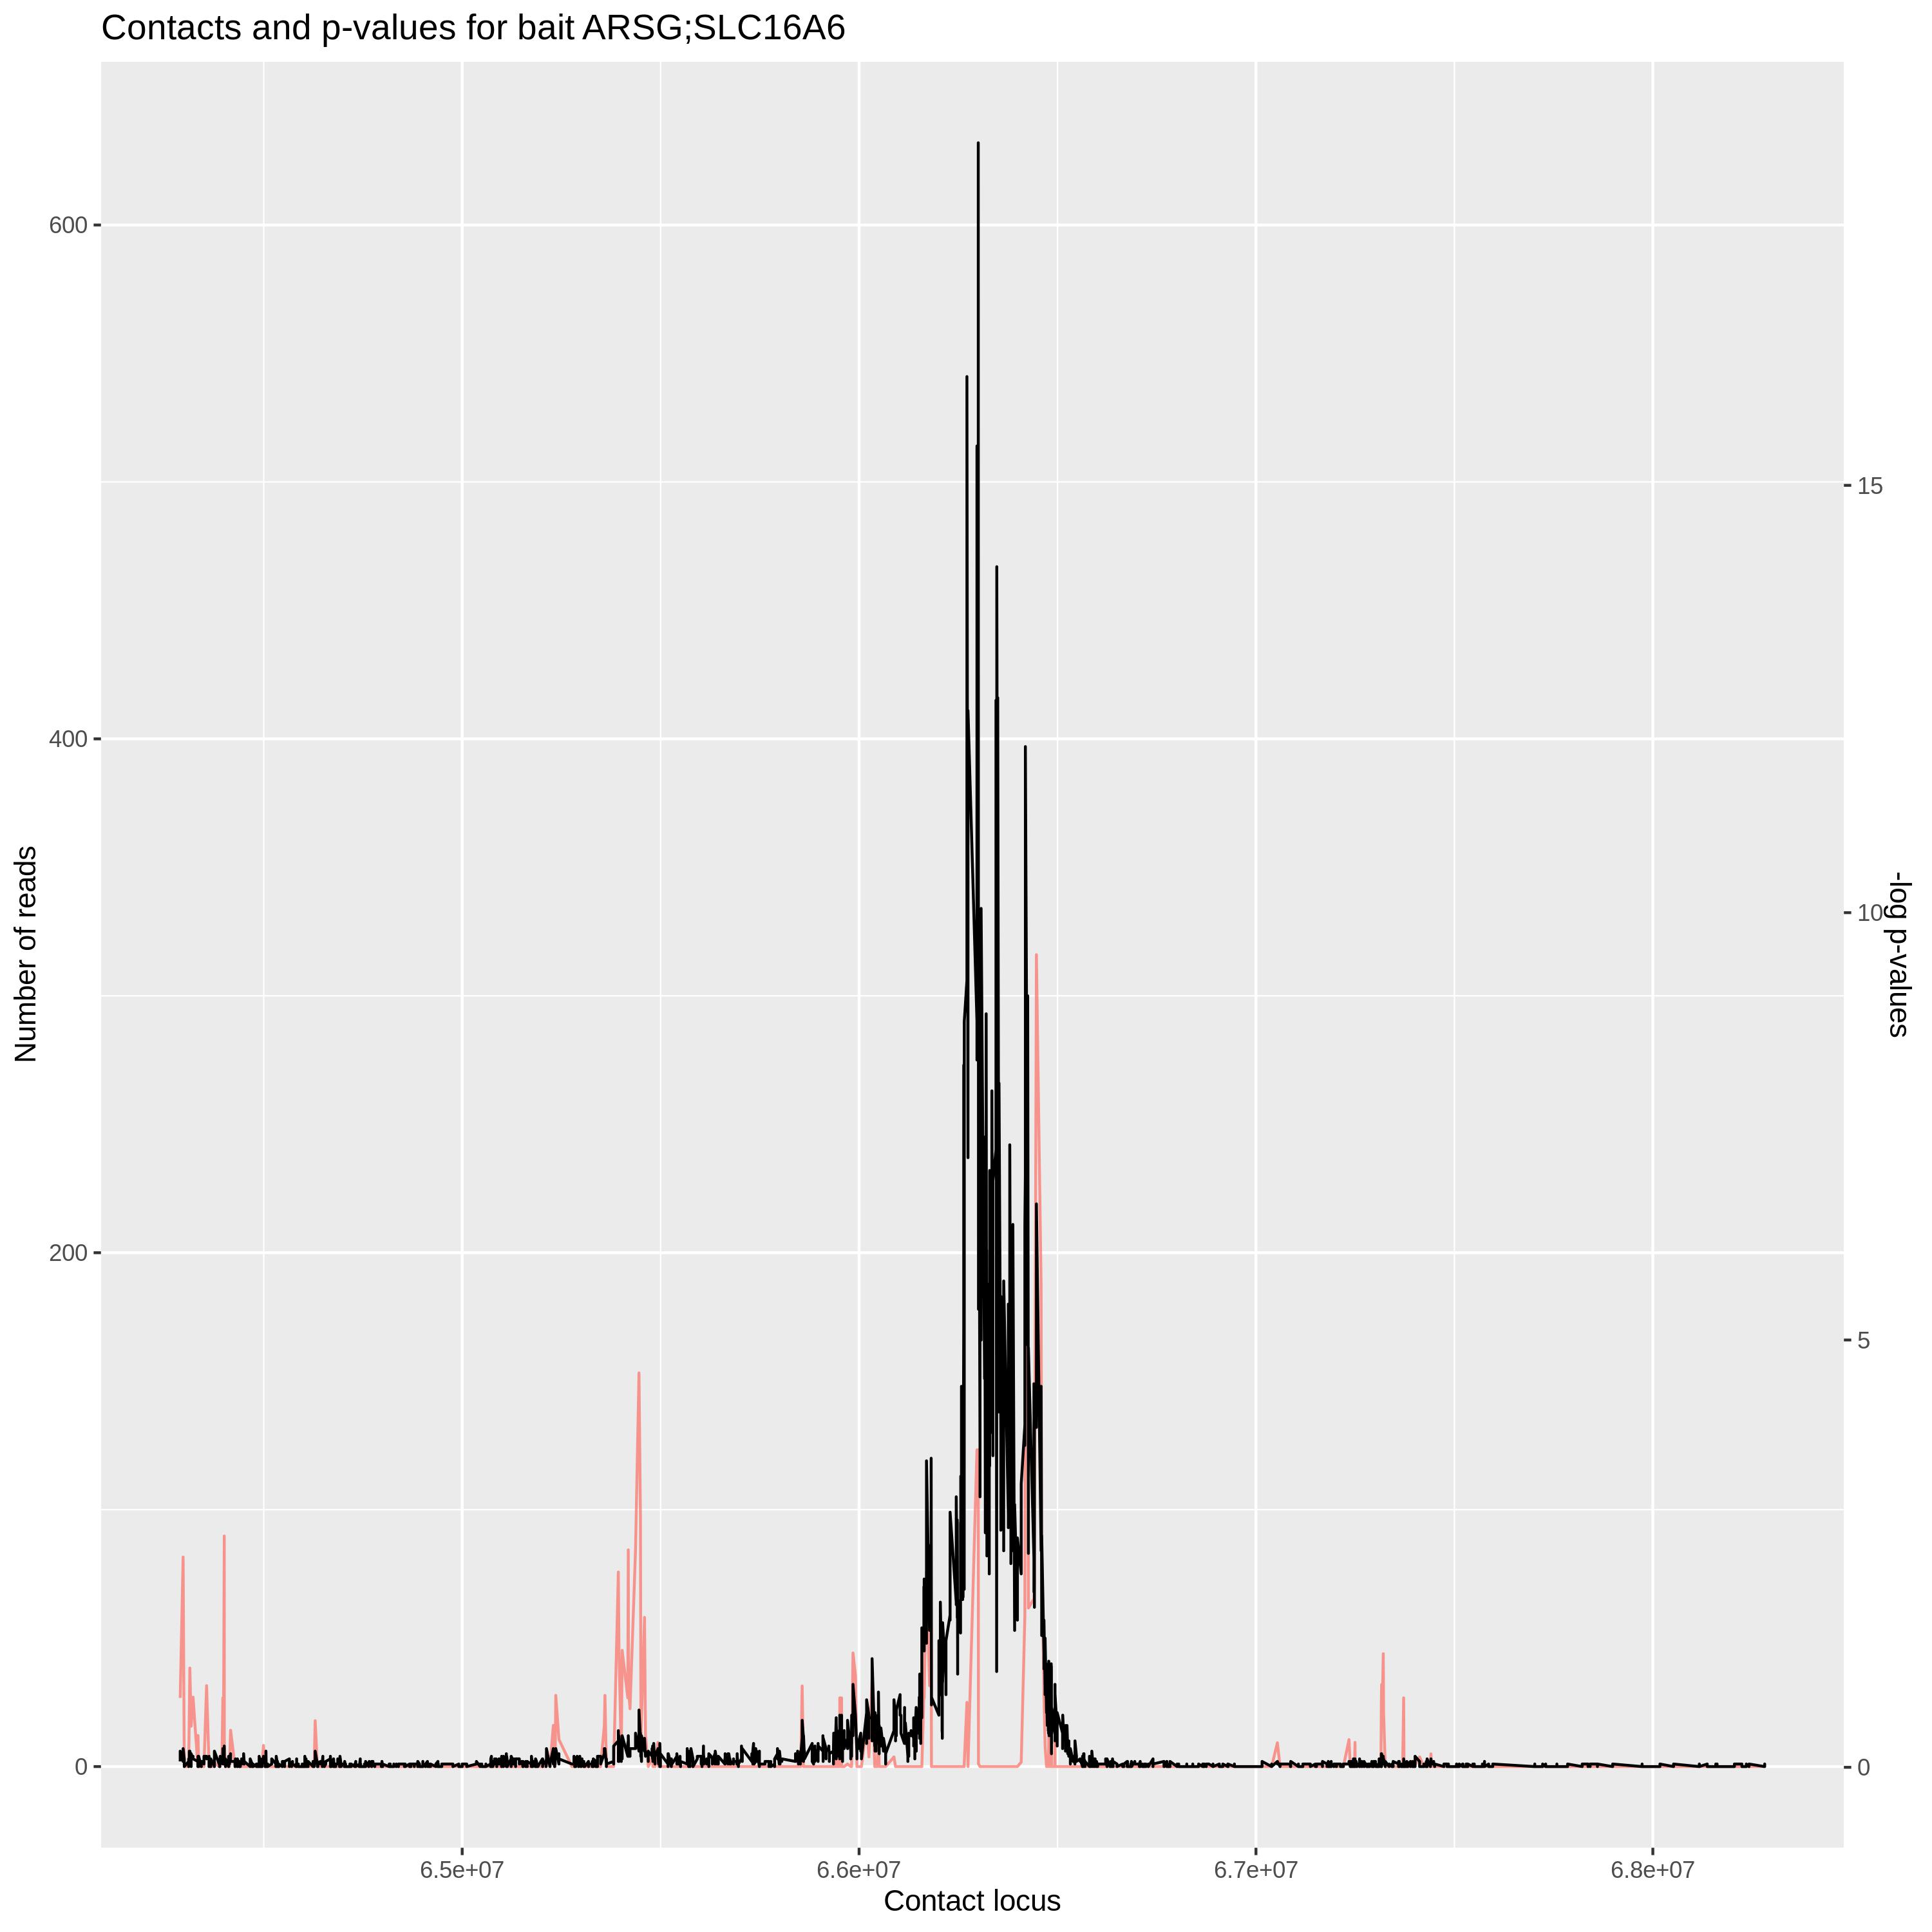 Contacts and p-values for bait ARSG;SLC16A6
600
400
200
0
Number of reads
15
10
5
0
-log p-values
6.5e+07
6.6e+07
6.7e+07
6.8e+07
Contact locus